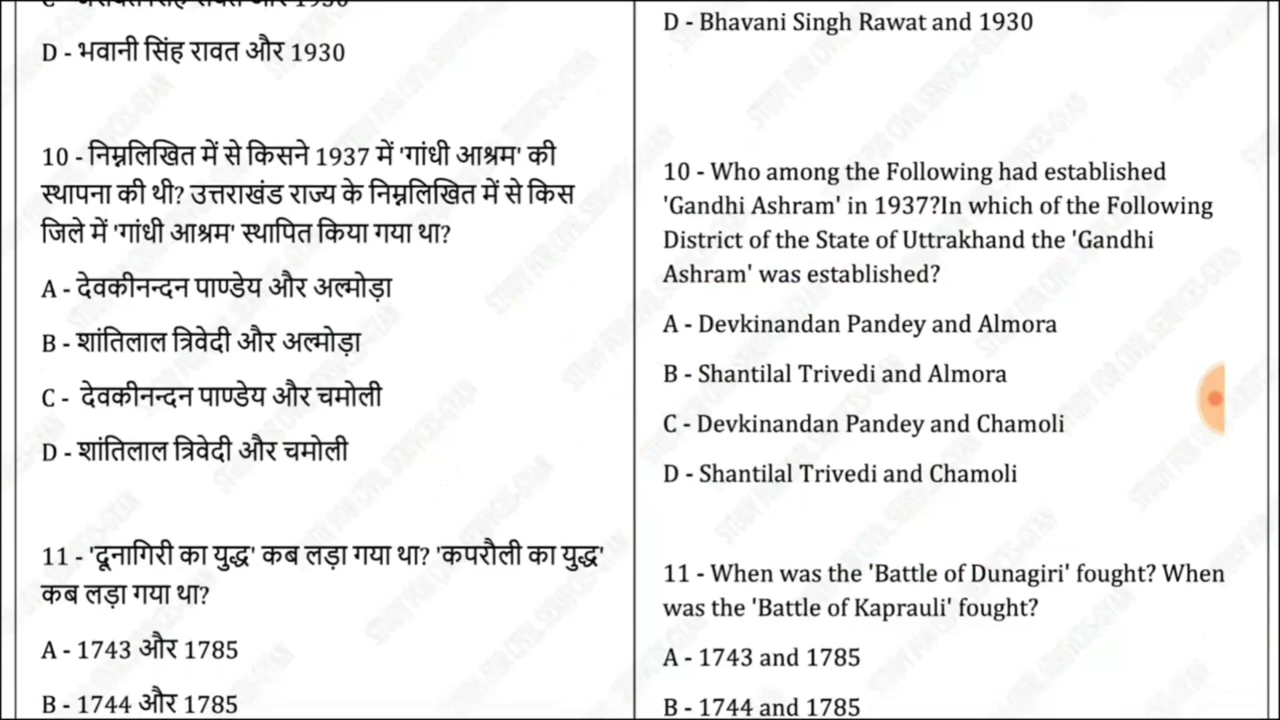 D - भवानी सिंह रावत और 1930
10 - निम्नलिखित में से किसने 1937 में 'गांधी आश्रम' की
स्थापना की थी? उत्तराखंड राज्य के निम्नलिखित में से किस
जिले में 'गांधी आश्रम' स्थापित किया गया था?
A - देवकीनन्दन पाण्डेय और अल्मोड़ा
B - शांतिलाल त्रिवेदी और अल्मोड़ा
C - देवकीनन्दन पाण्डेय और चमोली
D - शांतिलाल त्रिवेदी और चमोली
11 - 'दूनागिरी का युद्ध' कब लड़ा गया था? 'कपरौली का युद्ध'
कब लड़ा गया था?
A - 1743 और 1785
B - 1744 और 1785
D - Bhavani Singh Rawat and 1930
10 - Who among the Following had established
'Gandhi Ashram' in 1937?In which of the Following
District of the State of Uttrakhand the 'Gandhi
Ashram' was established?
A - Devkinandan Pandey and Almora
B - Shantilal Trivedi and Almora
C - Devkinandan Pandey and Chamoli
D - Shantilal Trivedi and Chamoli
11 - When was the 'Battle of Dunagiri' fought? When
was the 'Battle of Kaprauli' fought?
A - 1743 and 1785
B - 1744 and 1785